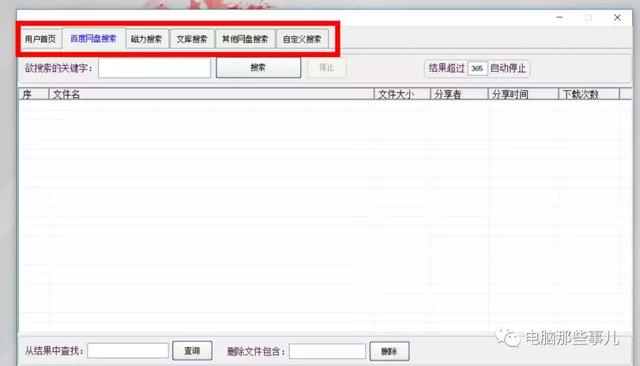 用户首页 百度网盘搜索 磁力搜索 文库搜索 其他网盘搜索 自定义搜索
欲搜索的关键字： 搜索 停止 结果超过 365 自动停止
序 文件名 文件大小 分享者 分享时间 下载次数
电脑那些事儿
从结果中查找： 查询 删除文件包含： 删除